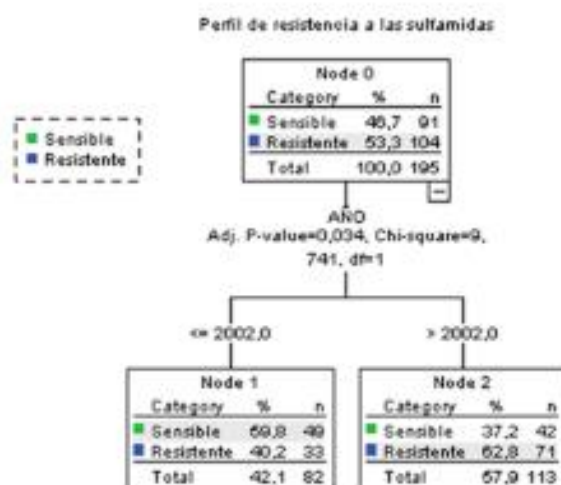 Perfil de resistencia a las sulfamidas
Sensible
Resistente
Node 0
Category % n
Sensible 46,7 91
Resistente 53,3 104
Total 100,0 195
AÑO
Adj. P-value=0,034, Chi-square=9,
741, df=1
<= 2002,0
> 2002,0
Node 1
Category % n
Sensible 59,8 49
Resistente 40,2 33
Total 42,1 82
Node 2
Category % n
Sensible 37,2 42
Resistente 62,8 71
Total 57,9 113